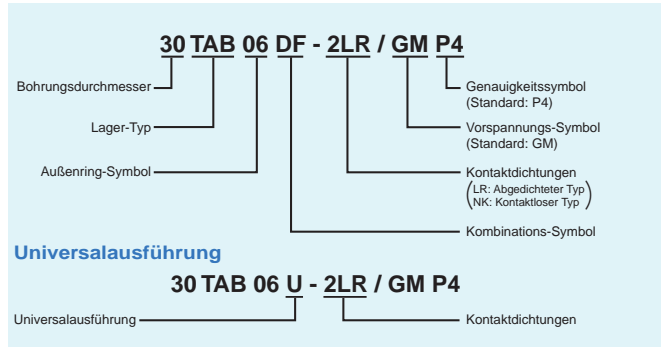 30 TAB 06 DF - 2LR / GM P4
Bohrungsdurchmesser
Genauigkeitssymbol
(Standard: P4)
Lager-Typ
Vorspannungs-Symbol
(Standard: GM)
Außenring-Symbol
Kontaktdichtungen
(LR: Abgedichteter Typ
NK: Kontaktloser Typ)
Kombinations-Symbol
Universalausführung
30 TAB 06 U - 2LR / GM P4
Universalausführung
Kontaktdichtungen